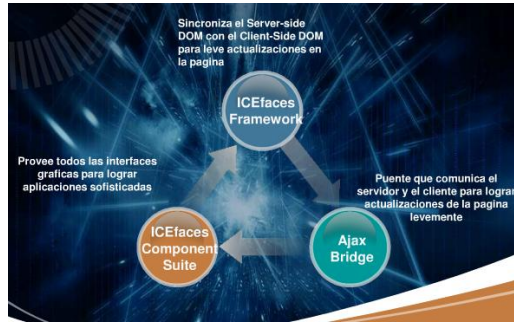 Sincroniza el Server-side
DOM con el Client-Side DOM
para leve actualizaciones en
la pagina
ICEfaces
Framework
Provee todos las interfaces
graficas para lograr
aplicaciones sofisticadas
Puente que comunica el
servidor y el cliente para lograr
actualizaciones de la pagina
levemente
ICEfaces
Component
Suite
Ajax
Bridge